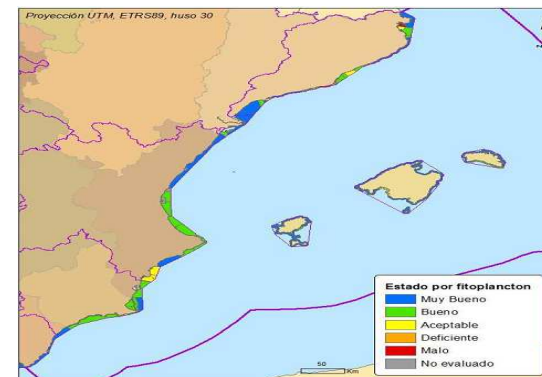 Proyección UTM, ETRS89, huso 30
Estado por fitoplancton
Muy Bueno
Bueno
Aceptable
Deficiente
Malo
No evaluado
50
Km